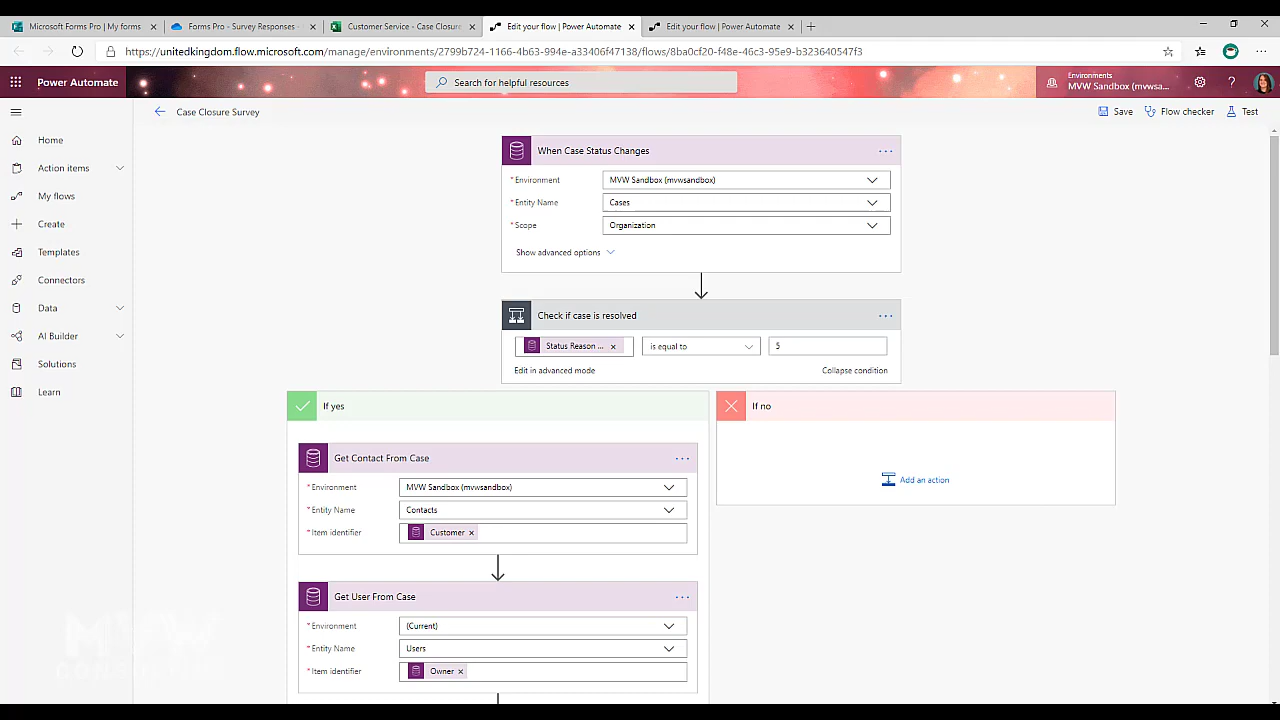 Microsoft Forms Pro | My forms
Forms Pro - Survey Responses -
Customer Service - Case Closure
Edit your flow | Power Automate
Edit your flow | Power Automate
https://unitedkingdom.flow.microsoft.com/manage/environments/2739b724-1166-4b63-994e-a33406f47138/flows/8ba0cf20-f48e-46c3-95e9-b323640547f3
Power Automate
Search for helpful resources
Environments
MVW Sandbox (mvwsa...
Case Closure Survey
Save
Flow checker
Test
Home
Action items
My flows
Create
Templates
Connectors
Data
AI Builder
Solutions
Learn
When Case Status Changes
* Environment
MVW Sandbox (mvwsandbox)
* Entity Name
Cases
* Scope
Organization
Show advanced options
Check if case is resolved
Status Reason ...
is equal to
5
Edit in advanced mode
Collapse condition
If yes
Get Contact From Case
* Environment
MVW Sandbox (mvwsandbox)
* Entity Name
Contacts
* Item identifier
Customer
Get User From Case
* Environment
(Current)
* Entity Name
Users
* Item identifier
Owner
If no
Add an action